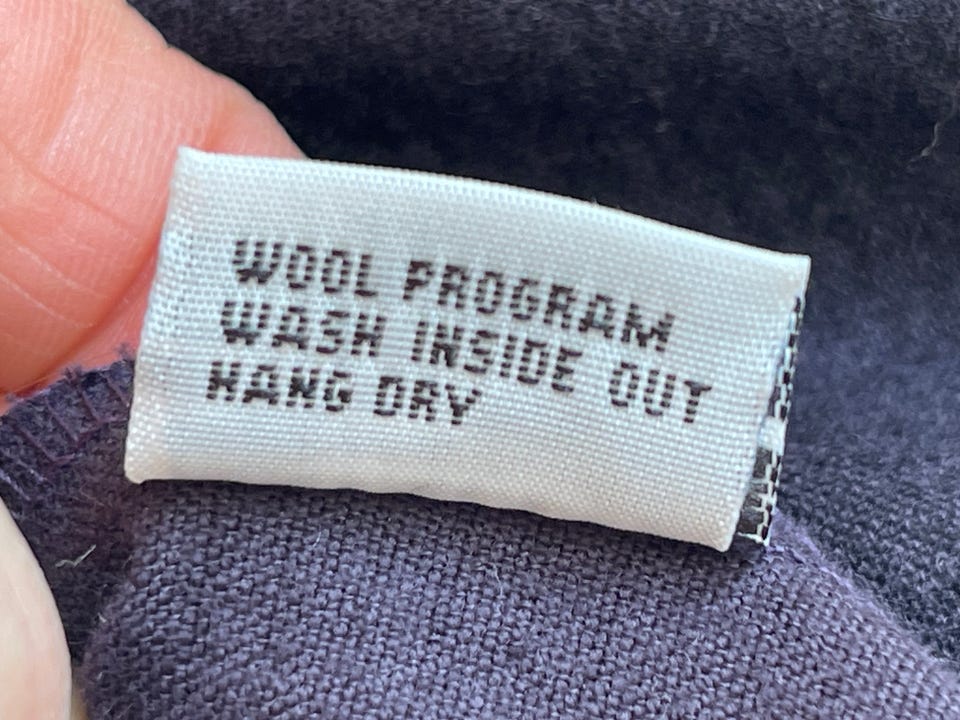 WOOL PROGRAM
WASH INSIDE OUT
HANG DRY